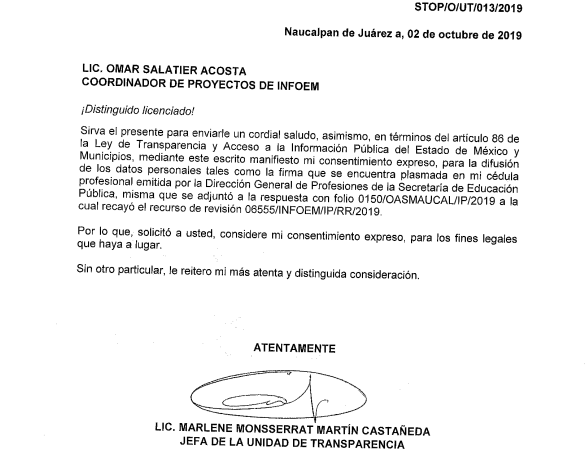 STOP/O/UT/013/2019
Naucalpan de Juárez a, 02 de octubre de 2019
LIC. OMAR SALATIER ACOSTA
COORDINADOR DE PROYECTOS DE INFOEM
¡Distinguido licenciado!
Sirva el presente para enviarle un cordial saludo, asimismo, en términos del artículo 86 de
la Ley de Transparencia y Acceso a la Información Pública del Estado de México y
Municipios, mediante este escrito manifiesto mi consentimiento expreso, para la difusión
de los datos personales tales como la firma que se encuentra plasmada en mi cédula
profesional emitida por la Dirección General de Profesiones de la Secretaría de Educación
Pública, misma que se adjuntó a la respuesta con folio 0150/OASMAUCAL/IP/2019 a la
cual recayó el recurso de revisión 06555/INFOEM/IP/RR/2019.
Por lo que, solicitó a usted, considere mi consentimiento expreso, para los fines legales
que haya a lugar.
Sin otro particular, le reitero mi más atenta y distinguida consideración.
ATENTAMENTE
LIC. MARLENE MONSSERRAT MARTÍN CASTAÑEDA
JEFA DE LA UNIDAD DE TRANSPARENCIA